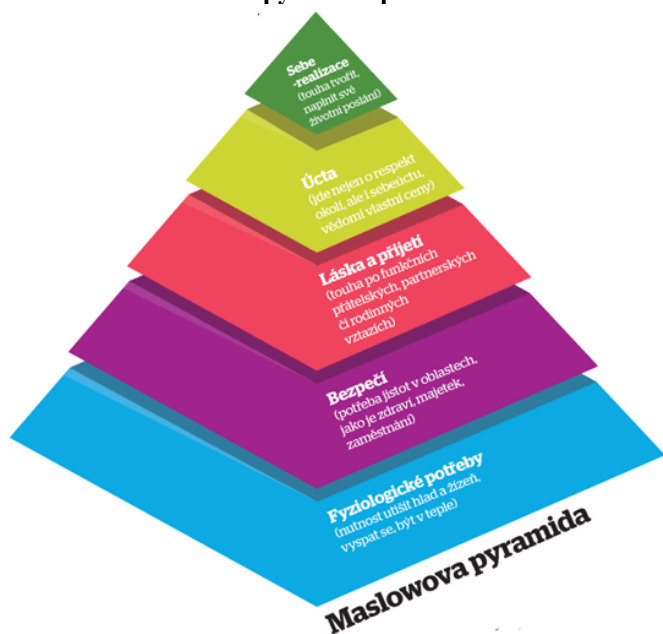 Sebe
-realizace
(touha tvořit,
naplnit své
životní poslání)
Úcta
(jde nejen o respekt
okolí, ale i sebeúctu,
vědomí vlastní ceny)
Láska a přijetí
(touha po funkčních
přátelských, partnerských
či rodinných
vztazích)
Bezpečí
(potřeba jistot v oblastech,
jako je zdraví, majetek,
zaměstnání)
Fyziologické potřeby
(nutnost utišit hlad a žízeň,
vyspat se, být v teple)
Maslowova pyramida